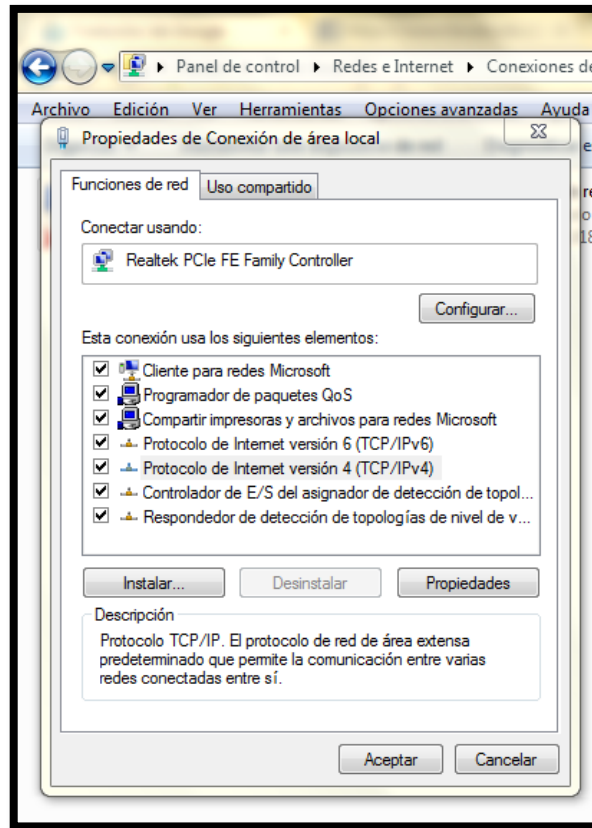 Panel de control Redes e Internet Conexiones de
Archivo Edición Ver Herramientas Opciones avanzadas Ayuda
Propiedades de Conexión de área local
Funciones de red Uso compartido
Conectar usando:
Realtek PCIe FE Family Controller
Configurar...
Esta conexión usa los siguientes elementos:
Cliente para redes Microsoft
Programador de paquetes QoS
Compartir impresoras y archivos para redes Microsoft
Protocolo de Internet versión 6 (TCP/IPv6)
Protocolo de Internet versión 4 (TCP/IPv4)
Controlador de E/S del asignador de detección de topol...
Respondedor de detección de topologías de nivel de v...
Instalar... Desinstalar Propiedades
Descripción
Protocolo TCP/IP. El protocolo de red de área extensa
predeterminado que permite la comunicación entre varias
redes conectadas entre sí.
Aceptar Cancelar